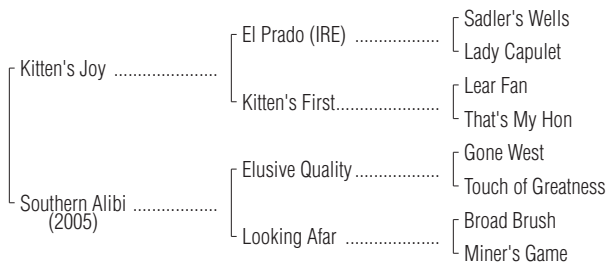 Sadler's Wells
El Prado (IRE) ..................
Lady Capulet
Kitten's Joy ......................
Lear Fan
Kitten's First......................
That's My Hon
Gone West
Elusive Quality ..................
Touch of Greatness
Southern Alibi ..................
(2005)
Broad Brush
Looking Afar ....................
Miner's Game